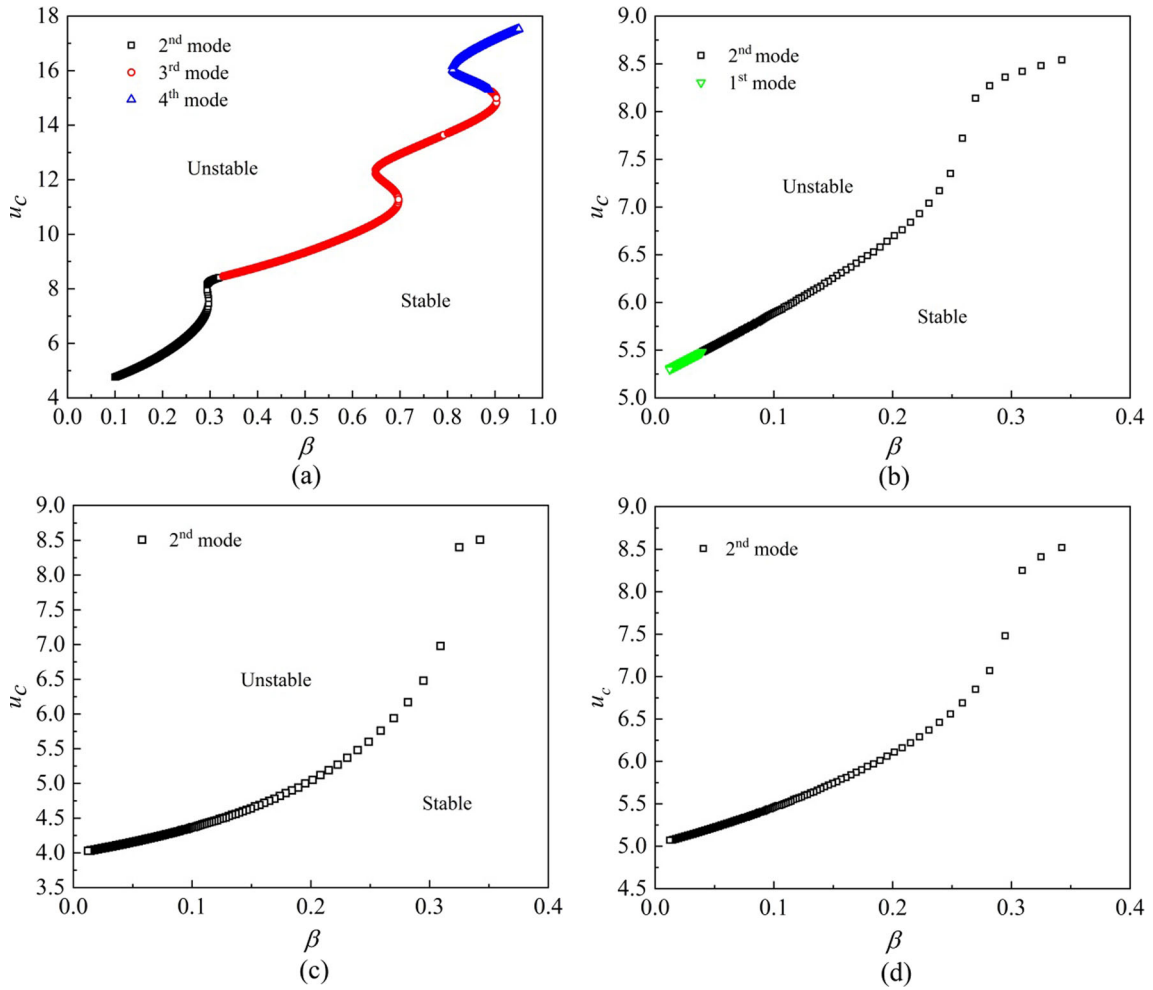 18
16
14
12
10
8
6
4
u_c
2nd mode
3rd mode
4th mode
Unstable
Stable
0.0 0.1 0.2 0.3 0.4 0.5 0.6 0.7 0.8 0.9 1.0
β
(a)
9.0
8.5
8.0
7.5
7.0
6.5
6.0
5.5
5.0
u_c
2nd mode
1st mode
Unstable
Stable
0.0 0.1 0.2 0.3 0.4
β
(b)
9.0
8.5
8.0
7.5
7.0
6.5
6.0
5.5
5.0
4.5
4.0
3.5
u_c
2nd mode
Unstable
Stable
0.0 0.1 0.2 0.3 0.4
β
(c)
9.0
8.5
8.0
7.5
7.0
6.5
6.0
5.5
5.0
4.5
u_c
2nd mode
0.0 0.1 0.2 0.3 0.4
β
(d)